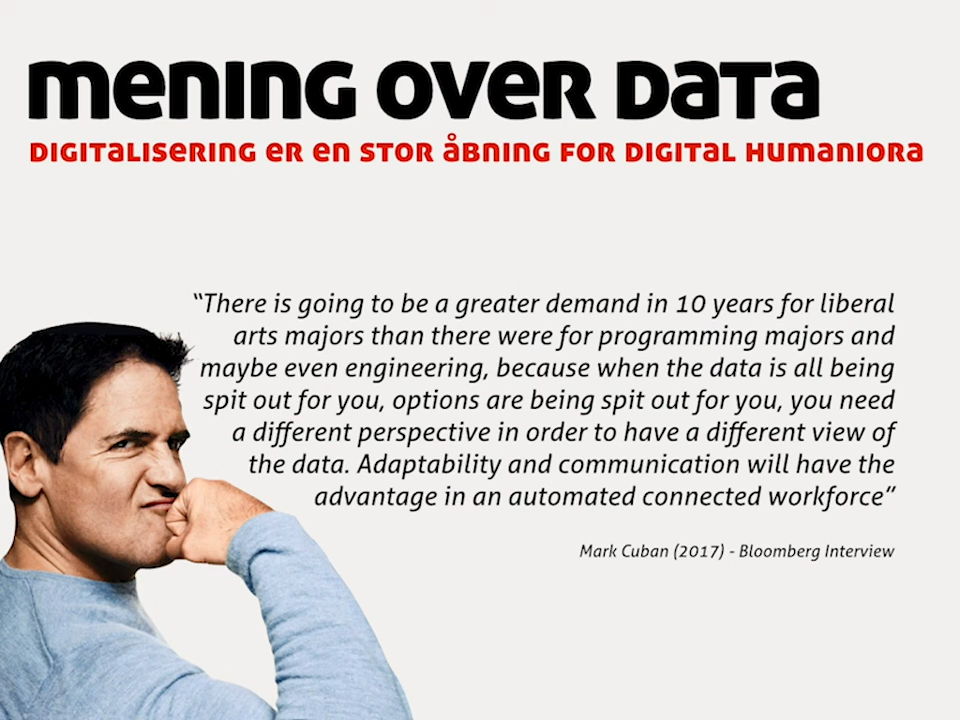 mening over data
Digitalisering er en stor åbning for digital humaniora
“There is going to be a greater demand in 10 years for liberal
arts majors than there were for programming majors and
maybe even engineering, because when the data is all being
spit out for you, options are being spit out for you, you need
a different perspective in order to have a different view of
the data. Adaptability and communication will have the
advantage in an automated connected workforce”
Mark Cuban (2017) - Bloomberg Interview